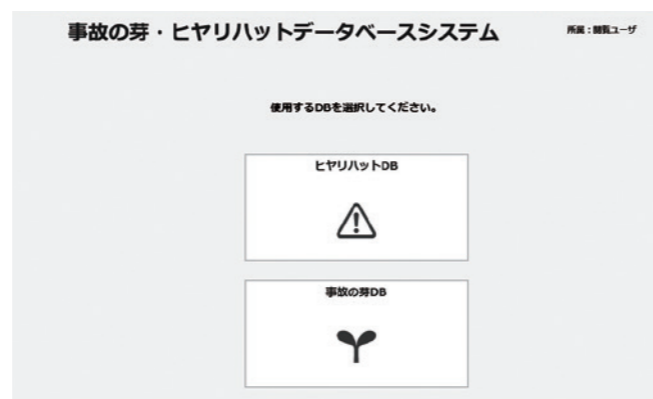 事故の芽・ヒヤリハットデータベースシステム
所属：閲覧ユーザ
使用するDBを選択してください。
ヒヤリハットDB
事故の芽DB